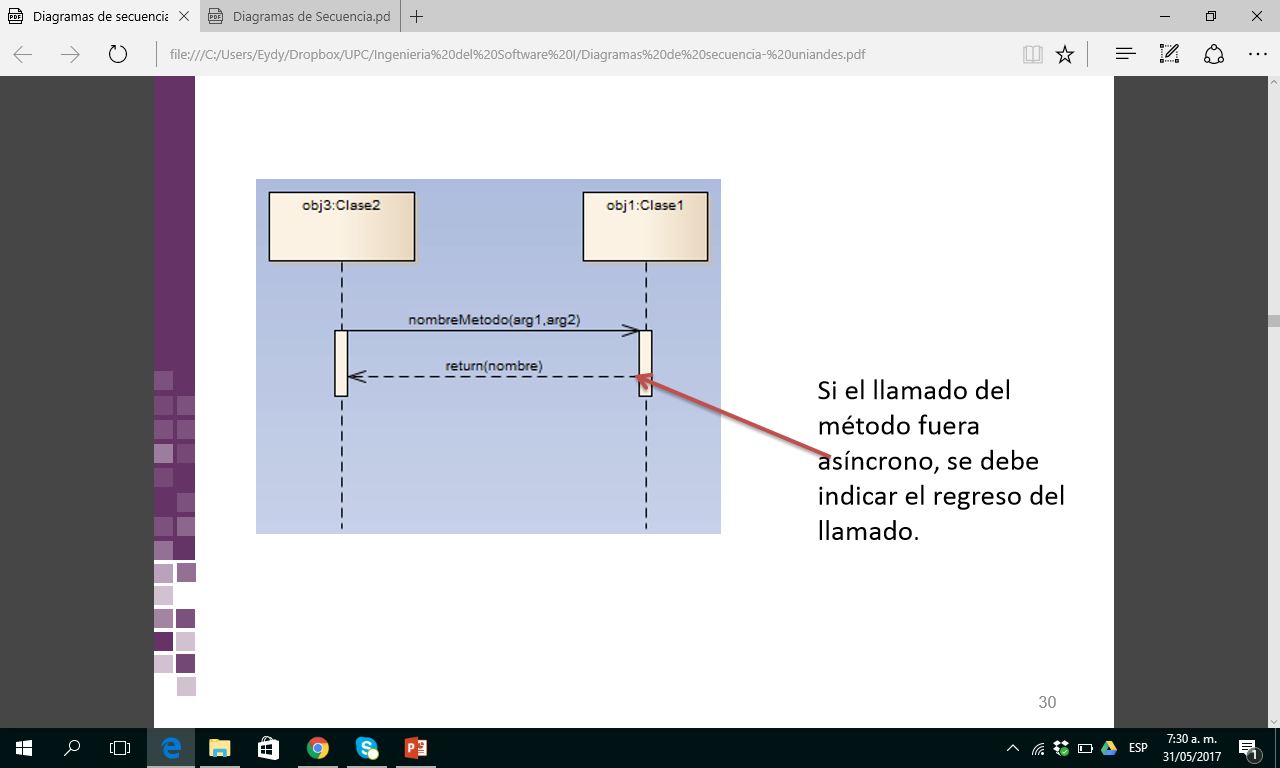 Diagramas de secuencia
Diagramas de Secuencia.pd
file:///C:/Users/Eydy/Dropbox/UPC/Ingenieria%20del%20Software%20I/Diagramas%20de%20secuencia-%20uniandes.pdf
obj3:Clase2
obj1:Clase1
nombreMetodo(arg1,arg2)
return(nombre)
Si el llamado del
método fuera
asíncrono, se debe
indicar el regreso del
llamado.
30
ESP
7:30 a. m.
31/05/2017
1